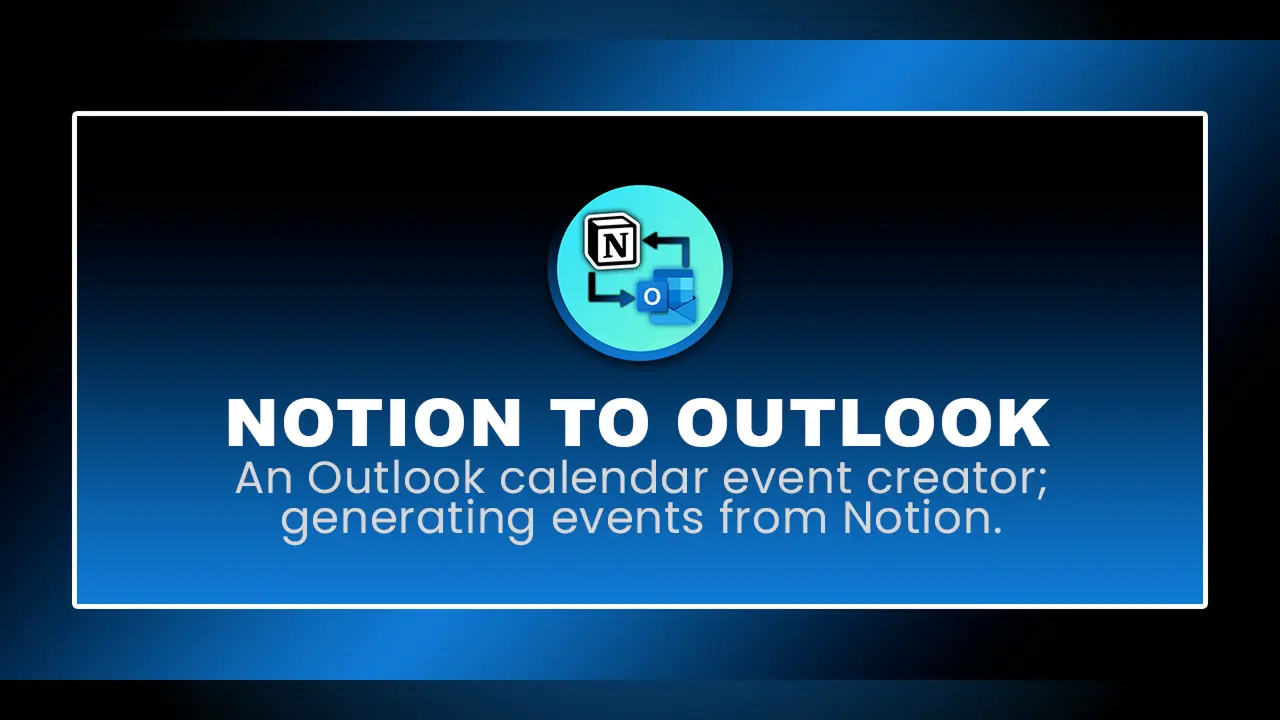 N
O
NOTION TO OUTLOOK
An Outlook calendar event creator;
generating events from Notion.